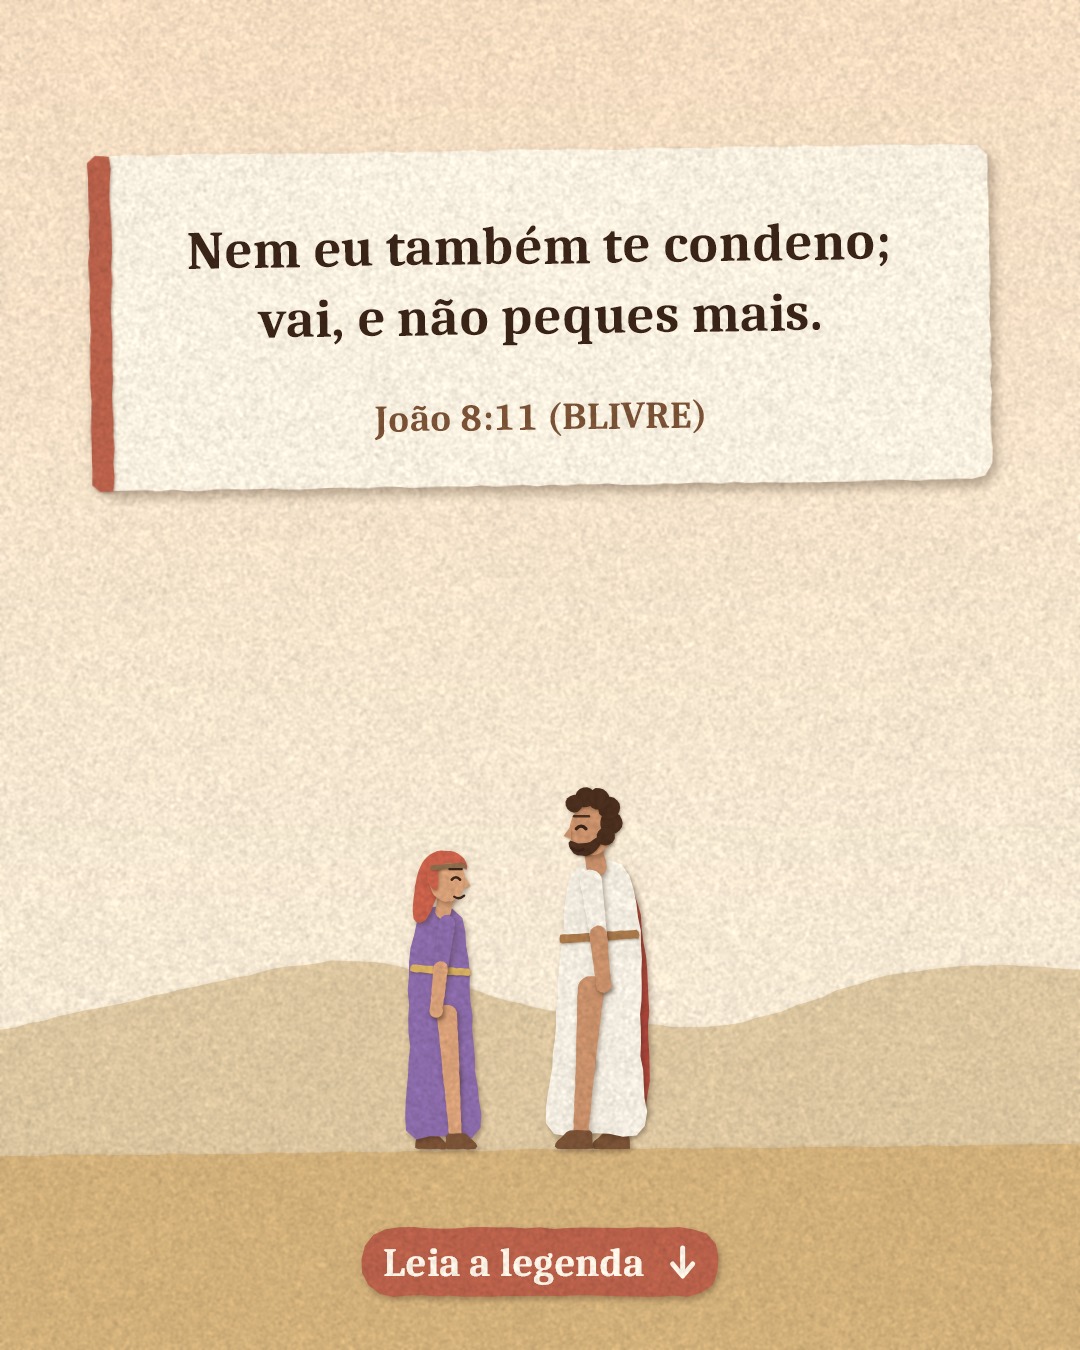 Nem eu também te condeno;
vai, e não peques mais.
João 8:11 (BLIVRE)
Leia a legenda ↓